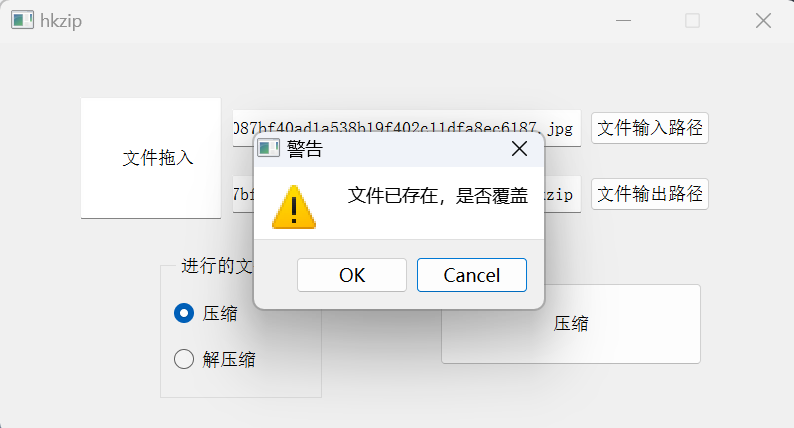 hkzip
087bf40ad1a538b19f402c11dfa8ec6187.jpg
文件输入路径
文件拖入
警告
文件已存在，是否覆盖
文件输出路径
OK
Cancel
进行的文
压缩
解压缩
压缩